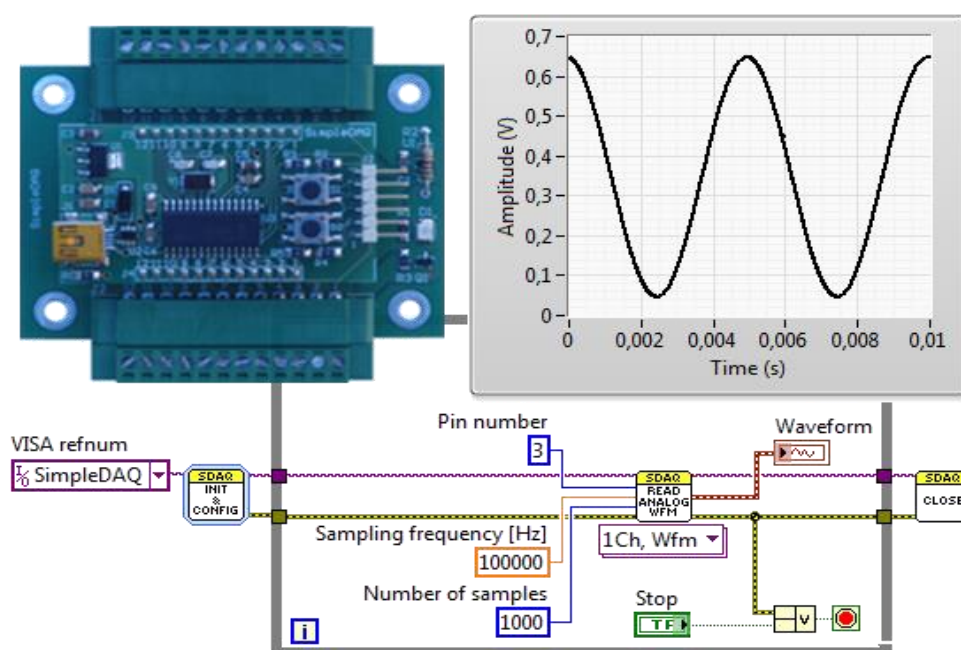 SimpleDAQ
SimpleDAQ
0,7
0,6
0,5
0,4
0,3
0,2
0,1
0
Amplitude (V)
0
0,002
0,004
0,006
0,008
0,01
Time (s)
VISA refnum
I/O SimpleDAQ
SDAQ
INIT
&
CONFIG
Pin number
3
Sampling frequency [Hz]
100000
Number of samples
1000
SDAQ
READ
ANALOG
WFM
1Ch, Wfm
Waveform
SDAQ
CLOSE
Stop
TF
V
i